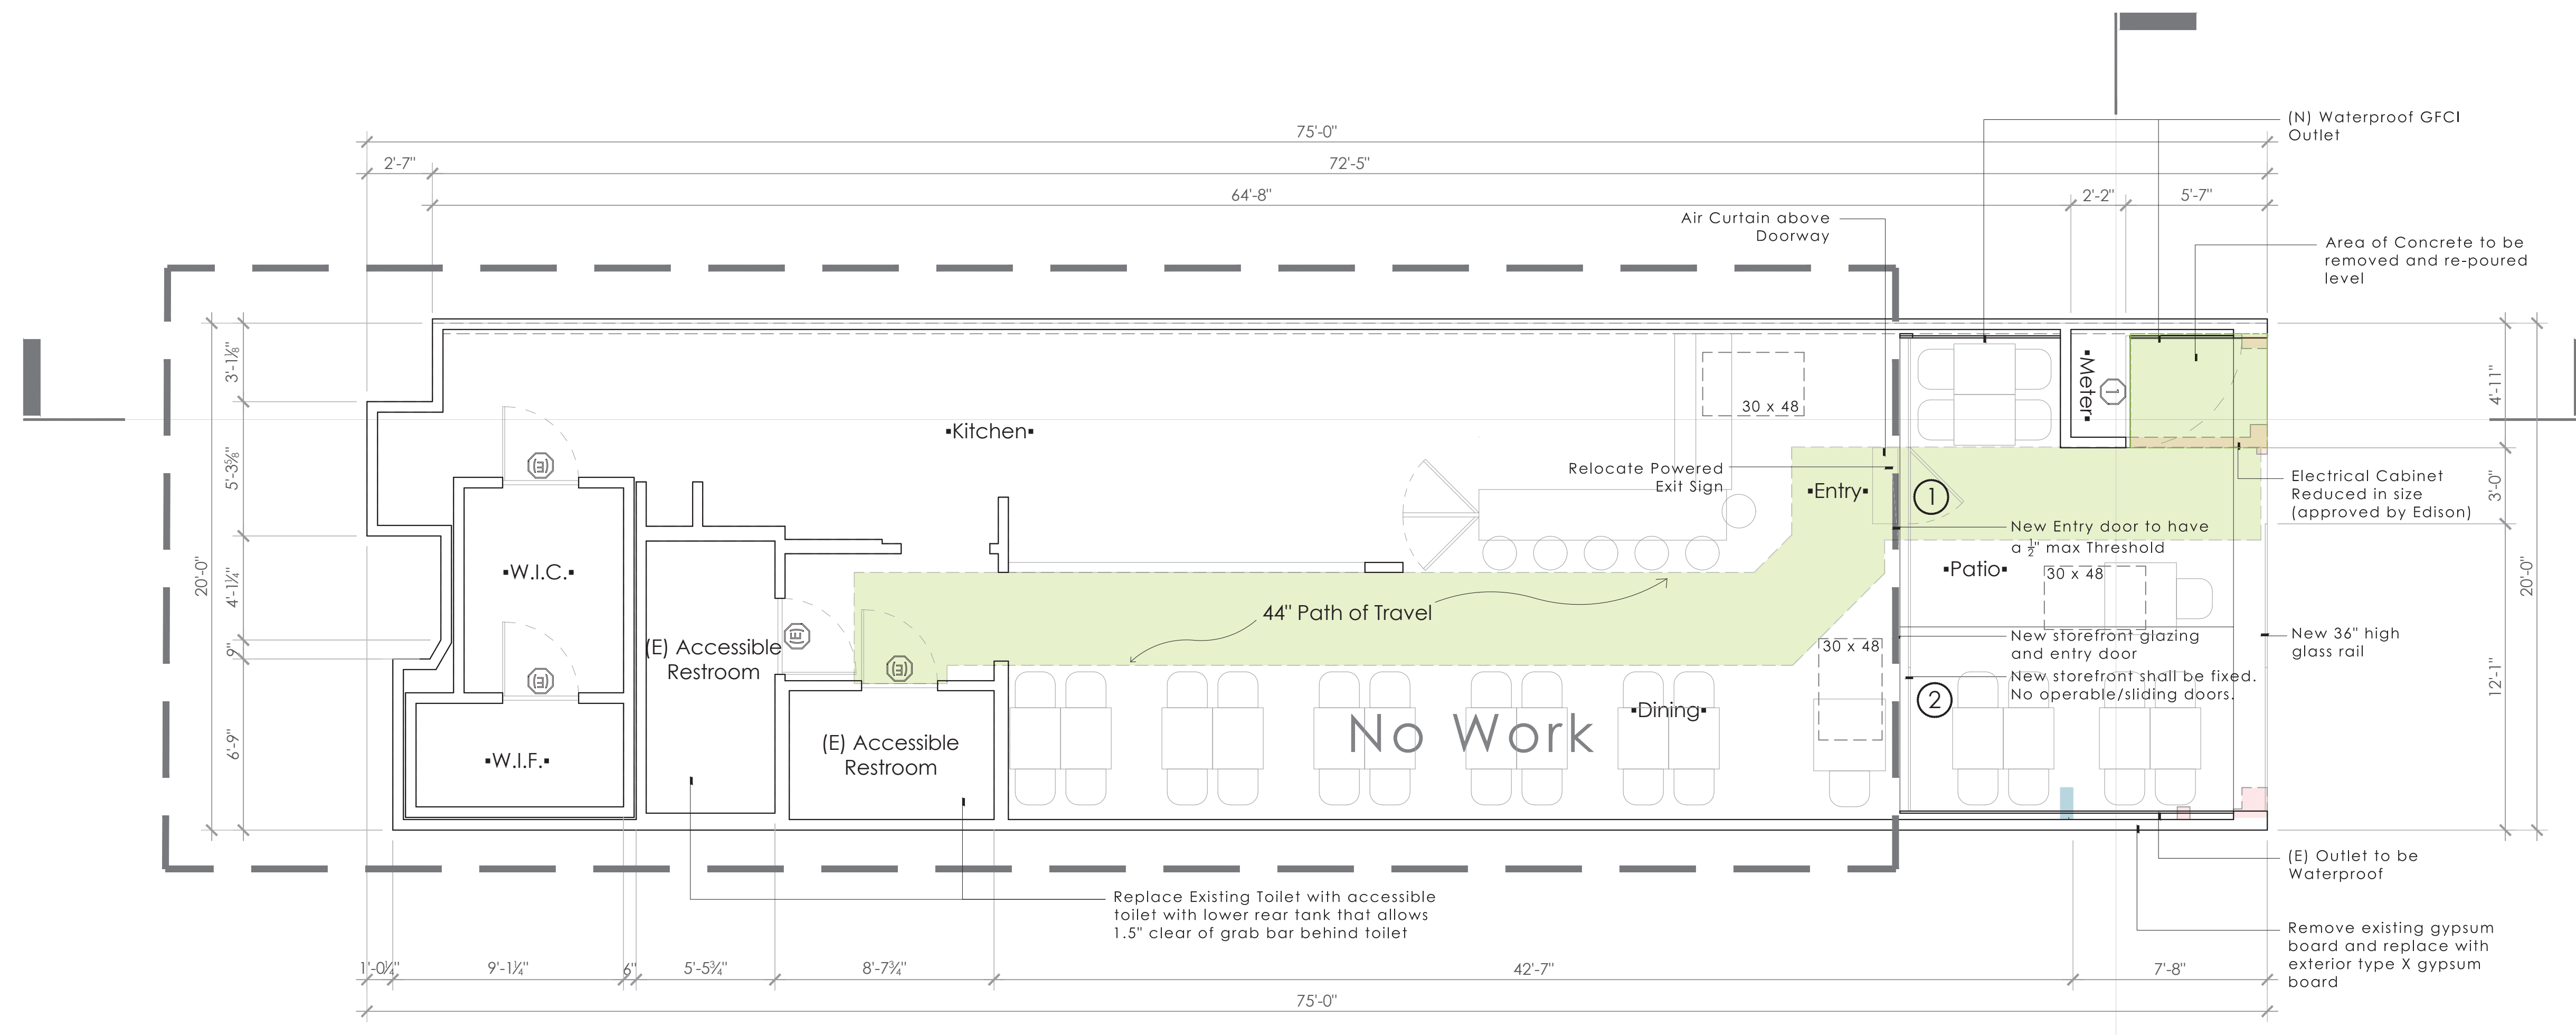 (N) Waterproof GFCI
Outlet
75'-0"
2'-7"
72'-5"
64'-8"
2'-2"
5'-7"
Air Curtain above
Doorway
Area of Concrete to be
removed and re-poured
level
3'-1⅛"
5'-3⅝"
4'-1¼"
9"
6'-9"
20'-0"
▪Kitchen▪
30 x 48
▪Meter▪
1
4'-11"
3'-0"
12'-1"
20'-0"
Relocate Powered
Exit Sign
▪Entry▪
1
Electrical Cabinet
Reduced in size
(approved by Edison)
New Entry door to have
a ½" max Threshold
(E)
▪W.I.C.▪
(E)
▪Patio▪
30 x 48
44" Path of Travel
(E) Accessible
Restroom
(E)
(E)
30 x 48
New storefront glazing
and entry door
New 36" high
glass rail
New storefront shall be fixed.
No operable/sliding doors.
2
▪Dining▪
No Work
(E) Accessible
Restroom
▪W.I.F.▪
(E) Outlet to be
Waterproof
Replace Existing Toilet with accessible
toilet with lower rear tank that allows
1.5" clear of grab bar behind toilet
Remove existing gypsum
board and replace with
exterior type X gypsum
board
1'-0¼"
9'-1¼"
6"
5'-5¾"
8'-7¾"
42'-7"
7'-8"
75'-0"